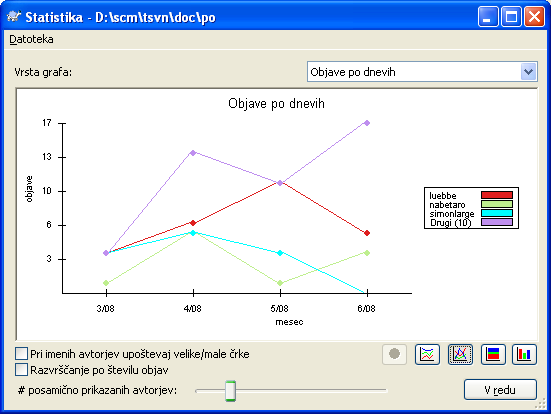 Statistika - D:\scm\tsvn\doc\po
Datoteka
Vrsta grafa:
Objave po dnevih
Objave po dnevih
17
13
10
6
3
objave
3/08
4/08
5/08
6/08
mesec
luebbe
nabetaro
simonlarge
Drugi (10)
Pri imenih avtorjev upoštevaj velike/male črke
Razvrščanje po številu objav
# posamično prikazanih avtorjev:
V redu